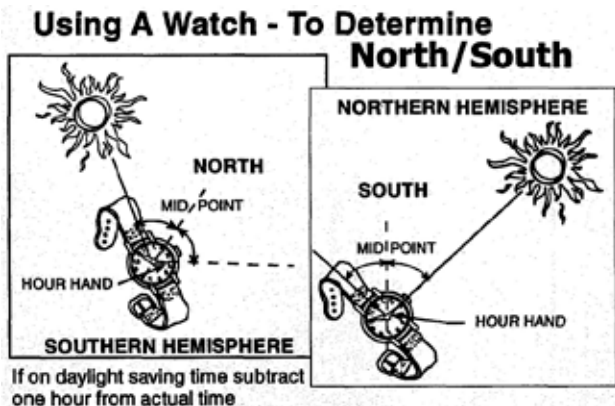 Using A Watch - To Determine
North/South
NORTH
MID POINT
HOUR HAND
SOUTHERN HEMISPHERE
If on daylight saving time subtract
one hour from actual time
NORTHERN HEMISPHERE
SOUTH
MID POINT
HOUR HAND